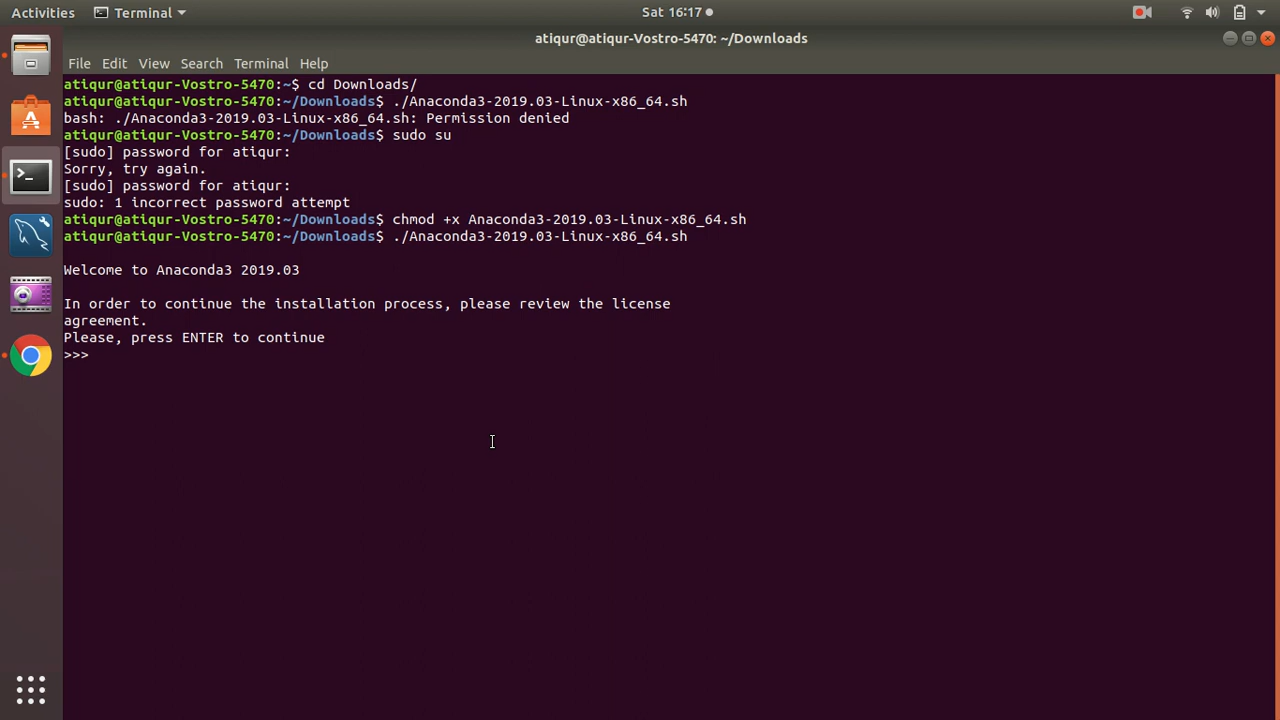 Activities Terminal Sat 16:17
atiqur@atiqur-Vostro-5470: ~/Downloads
File Edit View Search Terminal Help
atiqur@atiqur-Vostro-5470:~$ cd Downloads/
atiqur@atiqur-Vostro-5470:~/Downloads$ ./Anaconda3-2019.03-Linux-x86_64.sh
bash: ./Anaconda3-2019.03-Linux-x86_64.sh: Permission denied
atiqur@atiqur-Vostro-5470:~/Downloads$ sudo su
[sudo] password for atiqur:
Sorry, try again.
[sudo] password for atiqur:
sudo: 1 incorrect password attempt
atiqur@atiqur-Vostro-5470:~/Downloads$ chmod +x Anaconda3-2019.03-Linux-x86_64.sh
atiqur@atiqur-Vostro-5470:~/Downloads$ ./Anaconda3-2019.03-Linux-x86_64.sh
Welcome to Anaconda3 2019.03
In order to continue the installation process, please review the license
agreement.
Please, press ENTER to continue
>>>